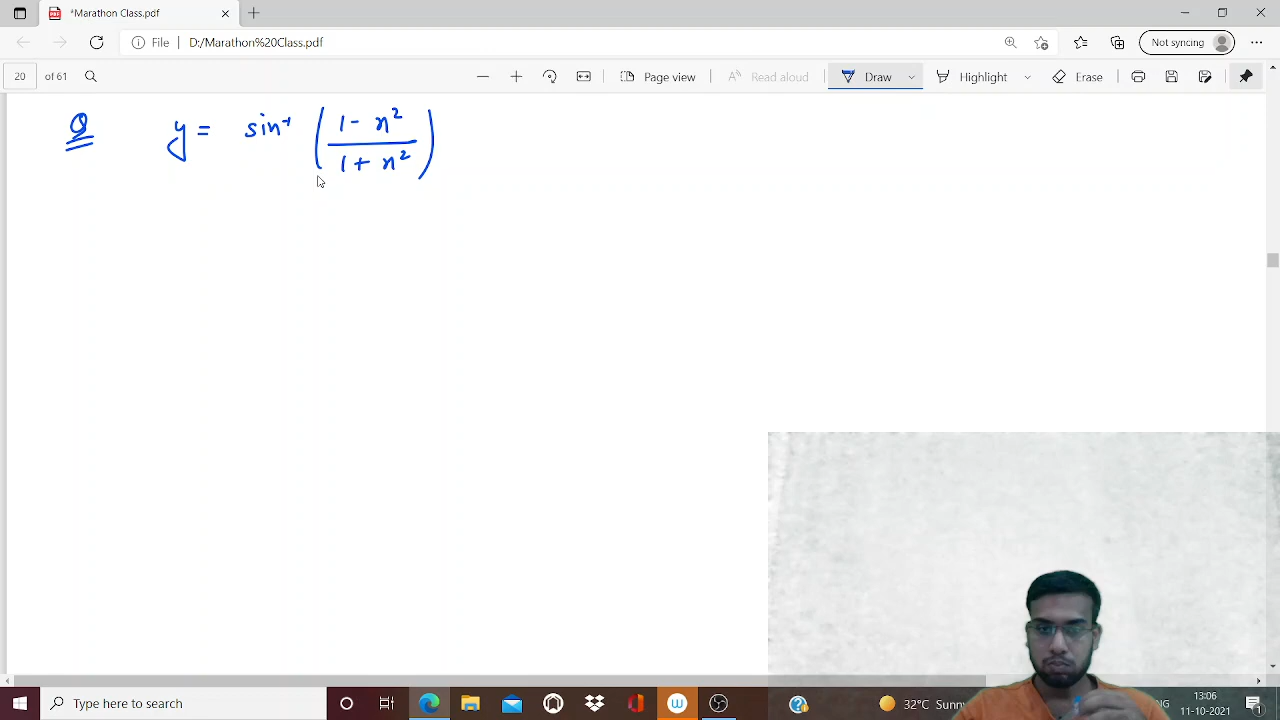 *Marathon Class.pdf
File D:/Marathon%20Class.pdf Not syncing
20 of 61 Page view Read aloud Draw Highlight Erase
Q y = sin⁻¹ (1 - x² / 1 + x²)
Type here to search 32°C Sunny 13:06
11-10-2021